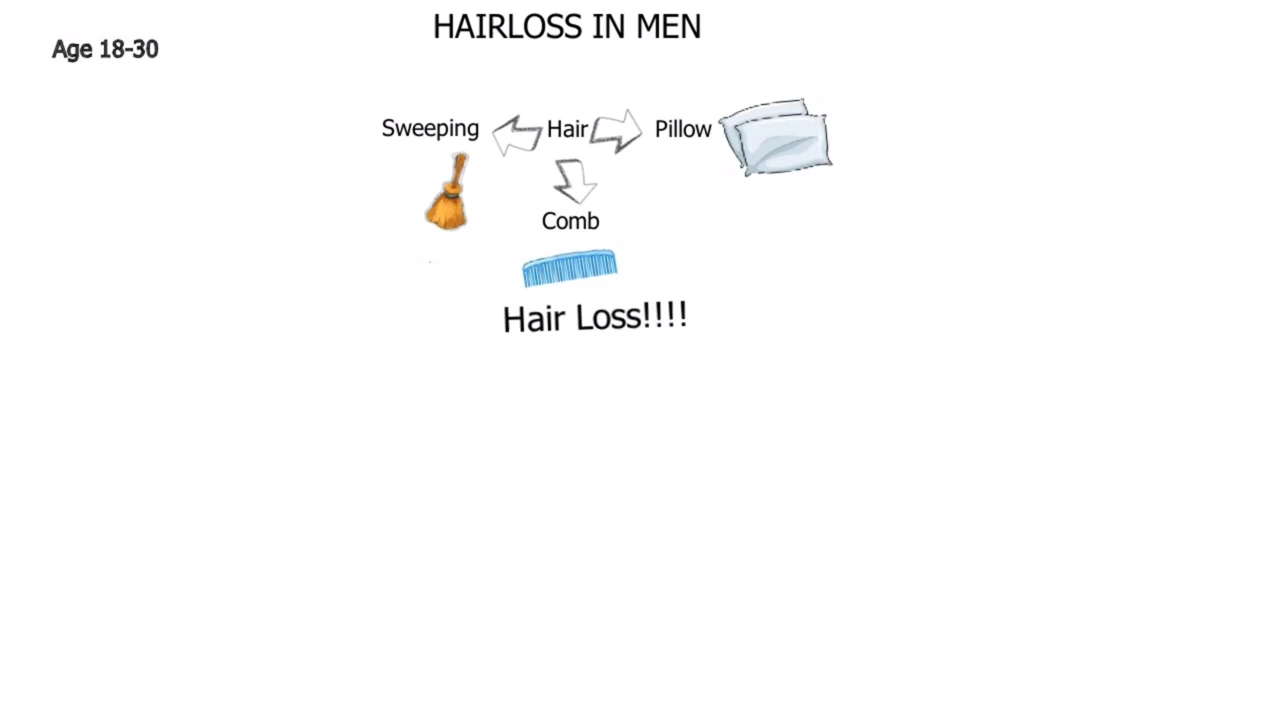 HAIRLOSS IN MEN
Age 18-30
Sweeping Hair Pillow
Comb
Hair Loss!!!!